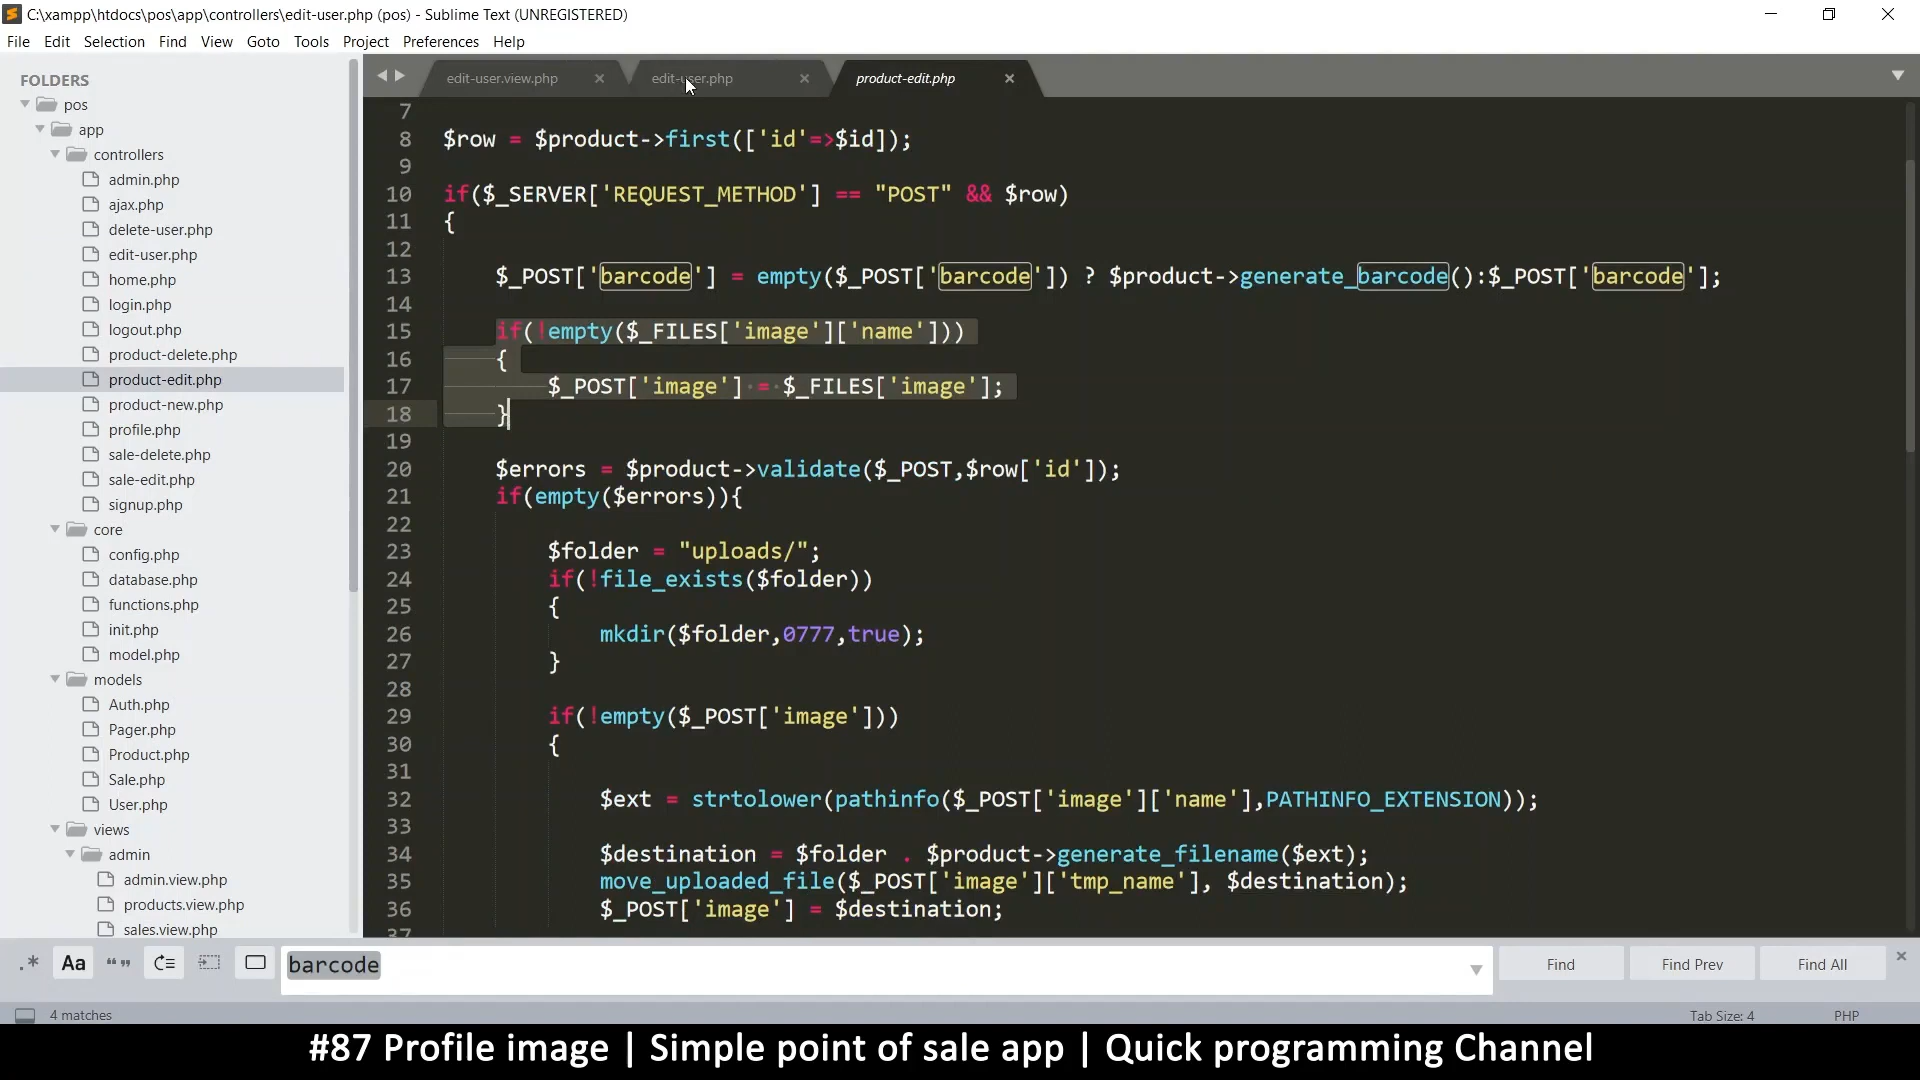 C:\xampp\htdocs\pos\app\controllers\edit-user.php (pos) - Sublime Text (UNREGISTERED)
File Edit Selection Find View Goto Tools Project Preferences Help
FOLDERS
pos
app
controllers
admin.php
ajax.php
delete-user.php
edit-user.php
home.php
login.php
logout.php
product-delete.php
product-edit.php
product-new.php
profile.php
sale-delete.php
sale-edit.php
signup.php
core
config.php
database.php
functions.php
init.php
model.php
models
Auth.php
Pager.php
Product.php
Sale.php
User.php
views
admin
admin.view.php
products.view.php
sales.view.php
edit-user.view.php edit-user.php product-edit.php
7
8 $row = $product->first(['id'=>$id]);
9
10 if($_SERVER['REQUEST_METHOD'] == "POST" && $row)
11 {
12
13 $_POST['barcode'] = empty($_POST['barcode']) ? $product->generate_barcode():$_POST['barcode'];
14
15 if(!empty($_FILES['image']['name']))
16 {
17 $_POST['image'] = $_FILES['image'];
18 }
19
20 $errors = $product->validate($_POST,$row['id']);
21 if(empty($errors)){
22
23 $folder = "uploads/";
24 if(!file_exists($folder))
25 {
26 mkdir($folder,0777,true);
27 }
28
29 if(!empty($_POST['image']))
30 {
31
32 $ext = strtolower(pathinfo($_POST['image']['name'],PATHINFO_EXTENSION));
33
34 $destination = $folder . $product->generate_filename($ext);
35 move_uploaded_file($_POST['image']['tmp_name'], $destination);
36 $_POST['image'] = $destination;
37
.* Aa “” barcode Find Find Prev Find All
4 matches Tab Size: 4 PHP
#87 Profile image | Simple point of sale app | Quick programming Channel